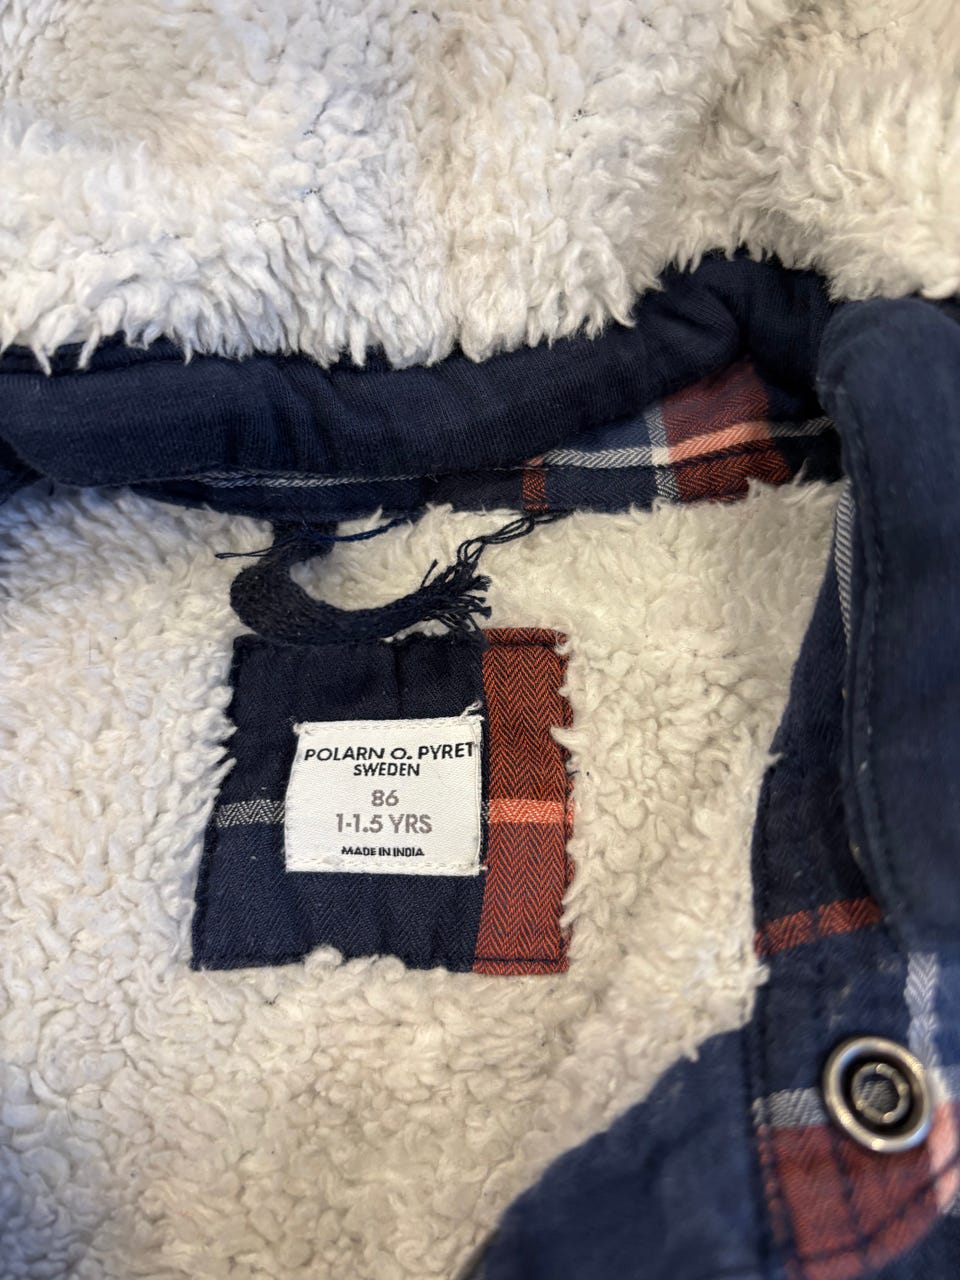 POLARN O. PYRET
SWEDEN
86
1-1.5 YRS
MADE IN INDIA